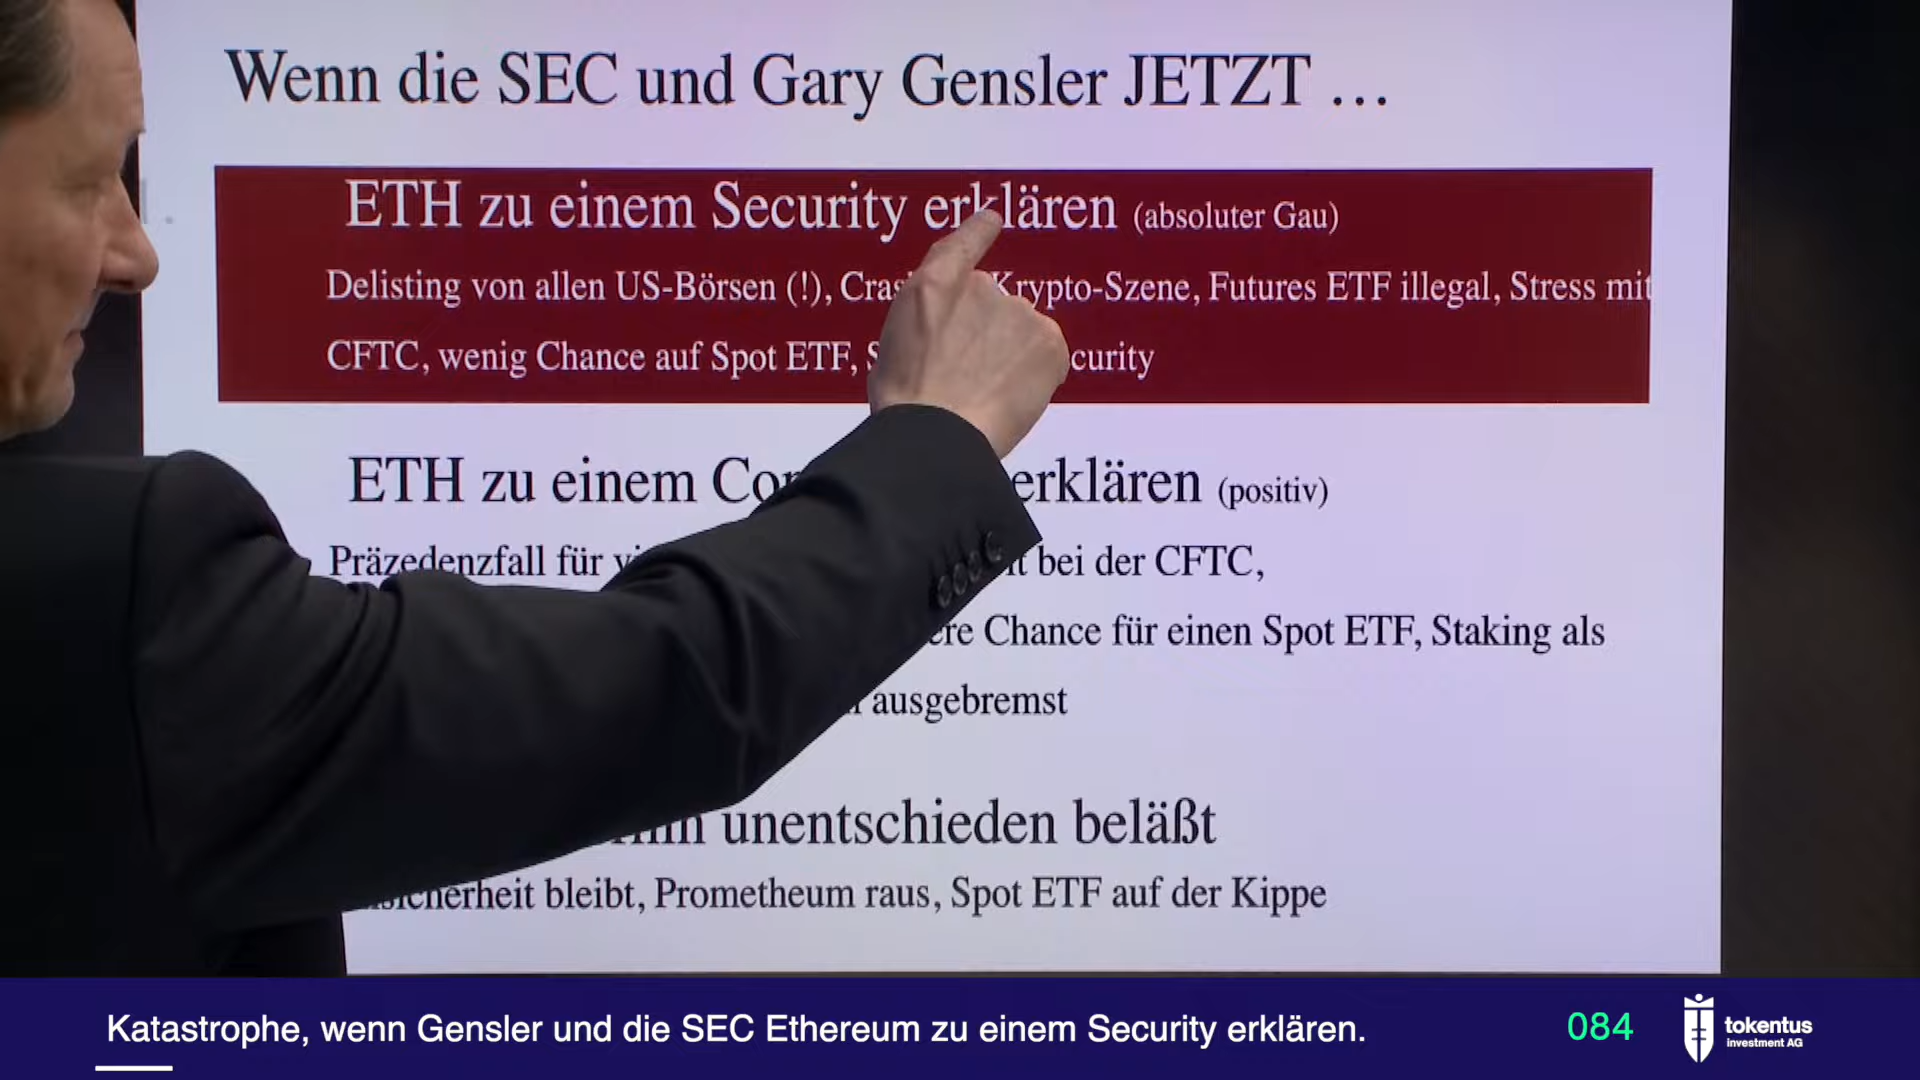 Wenn die SEC und Gary Gensler JETZT …
ETH zu einem Security erklären (absoluter Gau)
Delisting von allen US-Börsen (!), Krypto-Szene, Futures ETF illegal, Stress mit
CFTC, wenig Chance auf Spot ETF,
ETH zu einem erklären (positiv)
Präzedenzfall für bei der CFTC,
Chance für einen Spot ETF, Staking als
ausgebremst
unentschieden beläßt
bleibt, Prometheum raus, Spot ETF auf der Kippe
Katastrophe, wenn Gensler und die SEC Ethereum zu einem Security erklären.
084
tokentus
investment AG